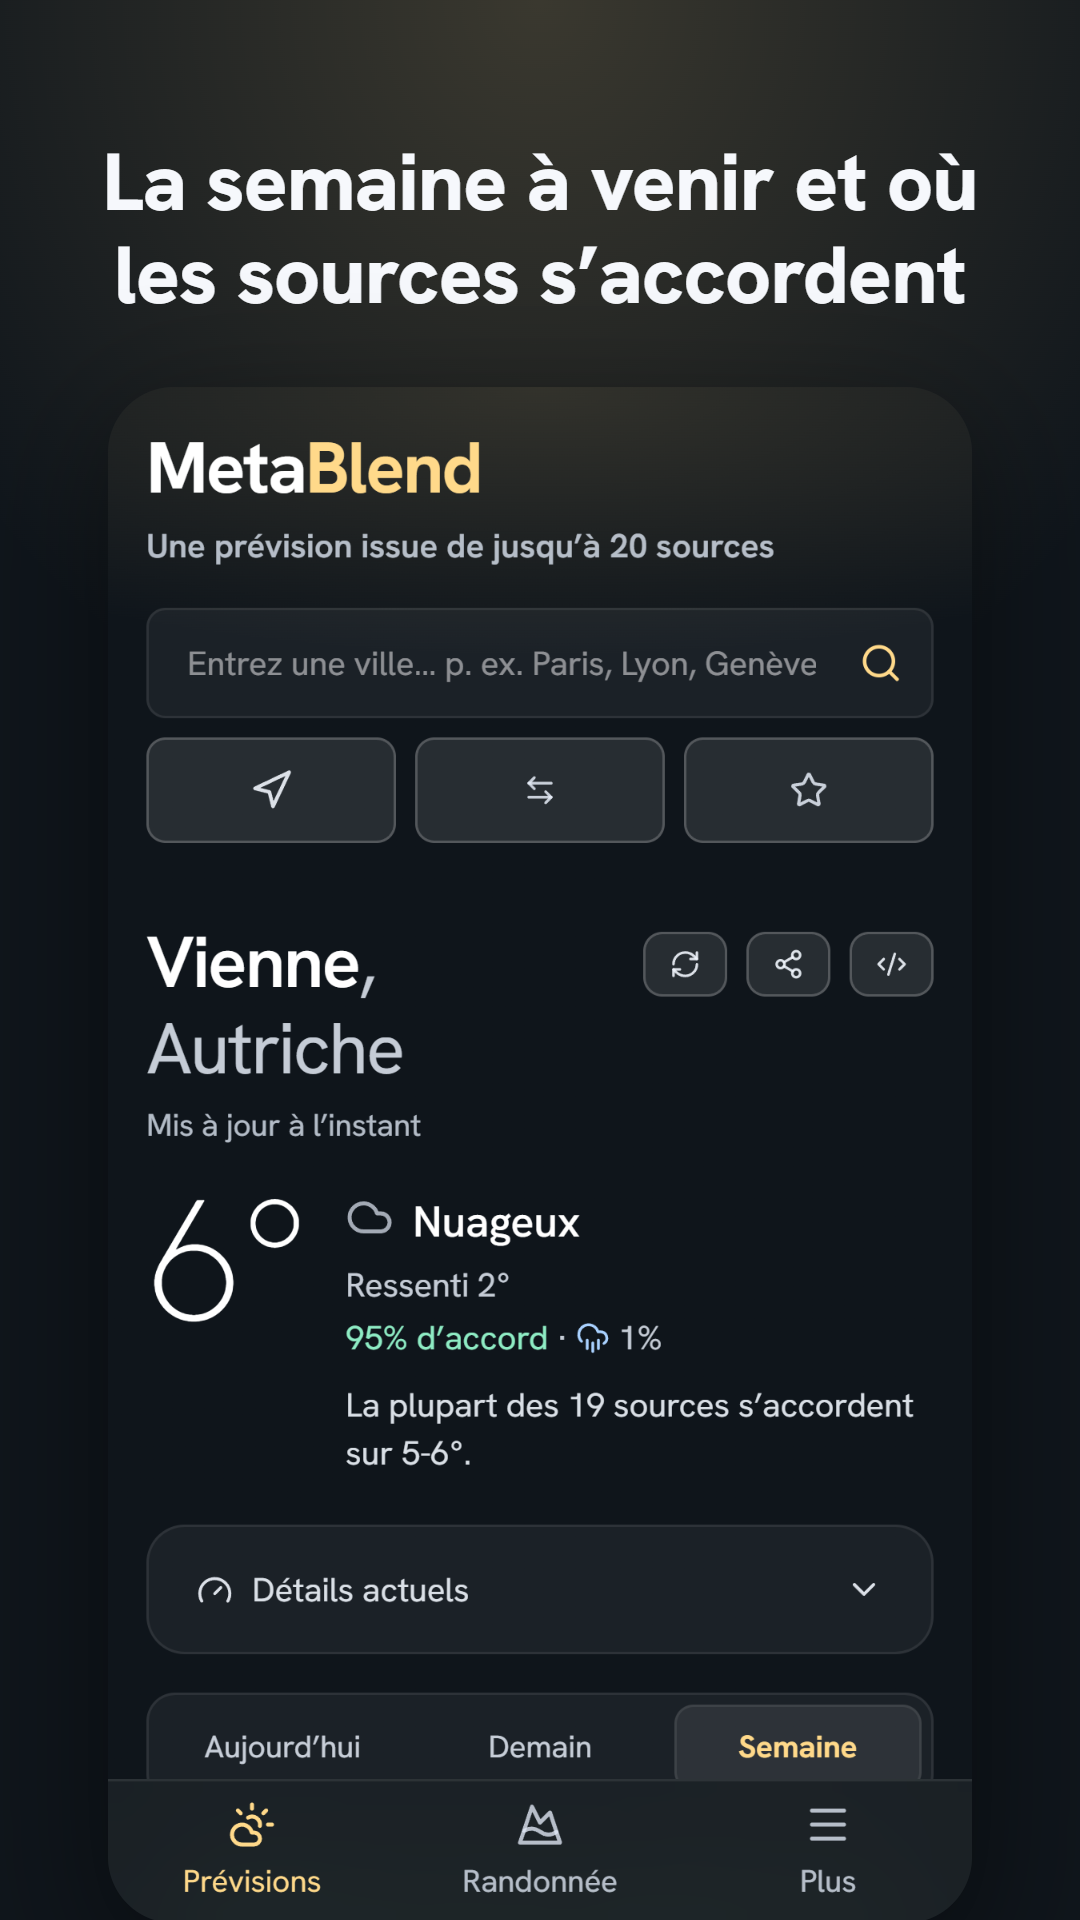 La semaine à venir et où
les sources s’accordent
MetaBlend
Une prévision issue de jusqu’à 20 sources
Entrez une ville... p. ex. Paris, Lyon, Genève
Vienne,
Autriche
Mis à jour à l’instant
6°
Nuageux
Ressenti 2°
95% d’accord · 1%
La plupart des 19 sources s’accordent
sur 5-6°.
Détails actuels
Aujourd’hui Demain Semaine
Prévisions Randonnée Plus